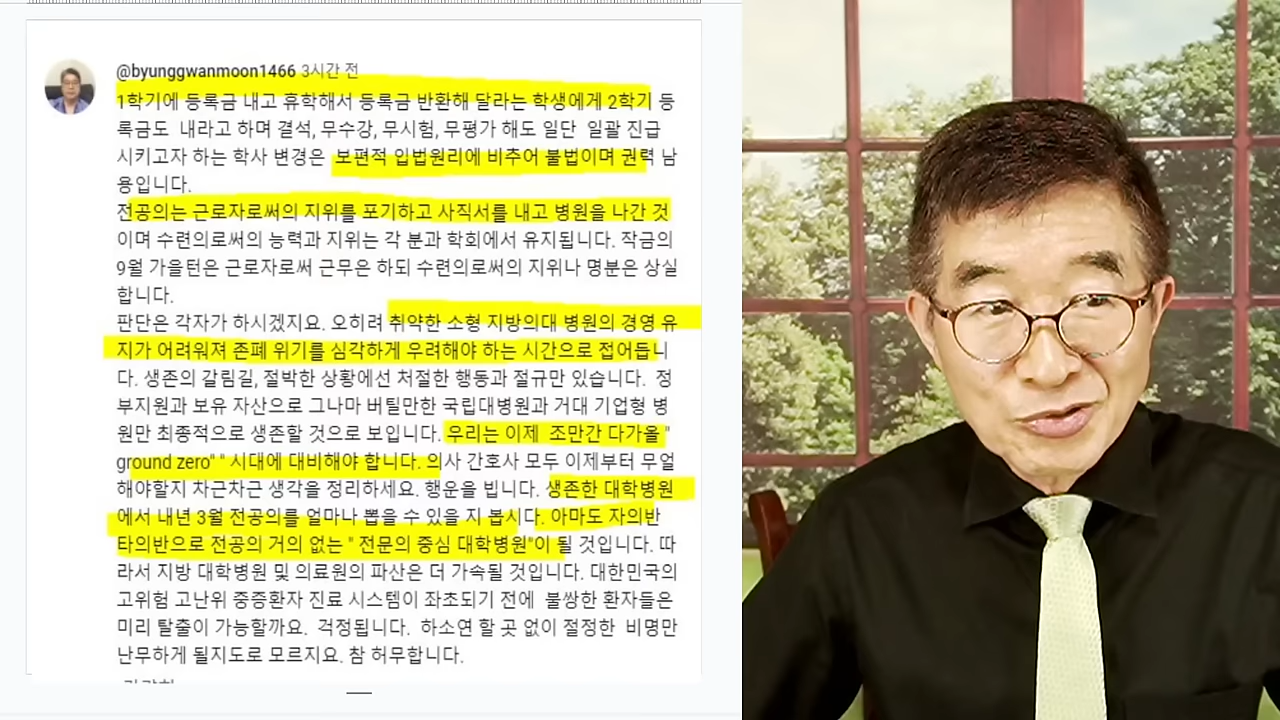 @byunggwanmoon1466 3시간 전
1학기에 등록금 내고 휴학해서 등록금 반환해 달라는 학생에게 2학기 등
록금도 내라고 하며 결석, 무수강, 무시험, 무평가 해도 일단 일괄 진급
시키고자 하는 학사 변경은 보편적 입법원리에 비추어 불법이며 권력 남
용입니다.
전공의는 근로자로써의 지위를 포기하고 사직서를 내고 병원을 나간 것
이며 수련의로써의 능력과 지위는 각 분과 학회에서 유지됩니다. 작금의
9월 가을턴은 근로자로써 근무은 하되 수련의로써의 지위나 명분은 상실
합니다.
판단은 각자가 하시겠지요. 오히려 취약한 소형 지방의대 병원의 경영 유
지가 어려워져 존폐 위기를 심각하게 우려해야 하는 시간으로 접어듭니
다. 생존의 갈림길, 절박한 상황에선 처절한 행동과 절규만 있습니다. 정
부지원과 보유 자산으로 그나마 버틸만한 국립대병원과 거대 기업형 병
원만 최종적으로 생존할 것으로 보입니다. 우리는 이제 조만간 다가올 "
ground zero" " 시대에 대비해야 합니다. 의사 간호사 모두 이제부터 무얼
해야할지 차근차근 생각을 정리하세요. 행운을 빕니다. 생존한 대학병원
에서 내년 3월 전공의를 얼마나 뽑을 수 있을 지 봅시다. 아마도 자의반
타의반으로 전공의 거의 없는 " 전문의 중심 대학병원"이 될 것입니다. 따
라서 지방 대학병원 및 의료원의 파산은 더 가속될 것입니다. 대한민국의
고위험 고난위 중증환자 진료 시스템이 좌초되기 전에 불쌍한 환자들은
미리 탈출이 가능할까요. 걱정됩니다. 하소연 할 곳 없이 절정한 비명만
난무하게 될지도 모르지요. 참 허무합니다.